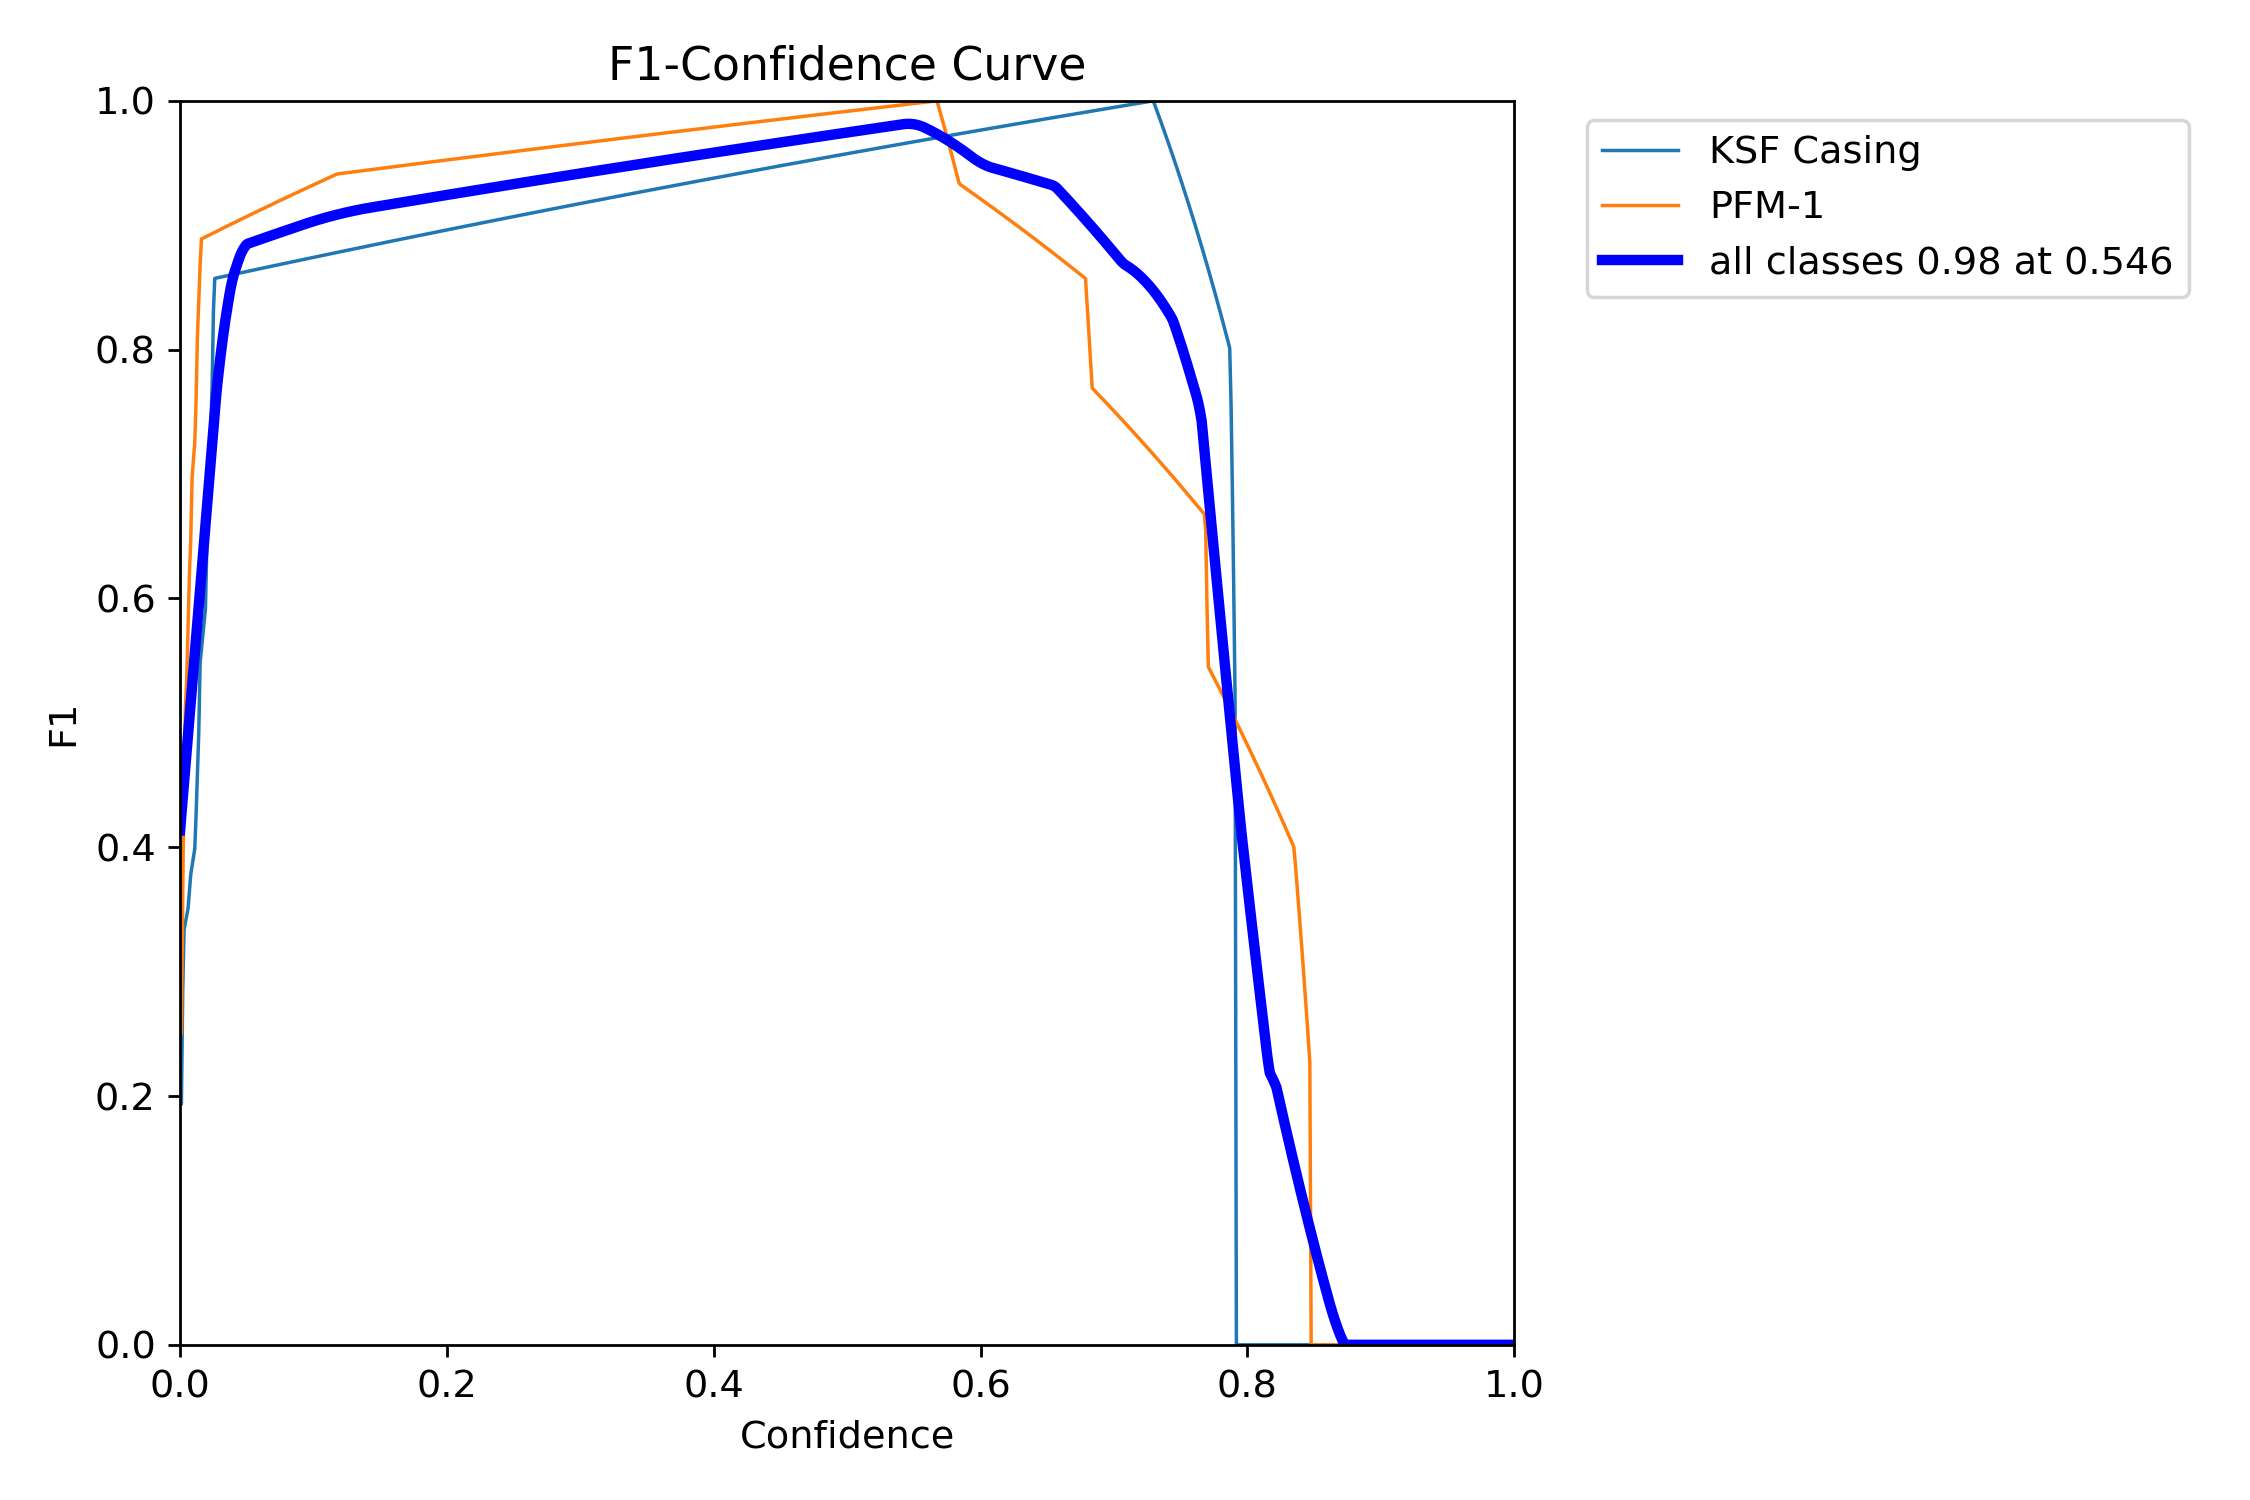 F1-Confidence Curve
1.0
0.8
0.6
0.4
0.2
0.0
F1
0.0 0.2 0.4 0.6 0.8 1.0
Confidence
KSF Casing
PFM-1
all classes 0.98 at 0.546